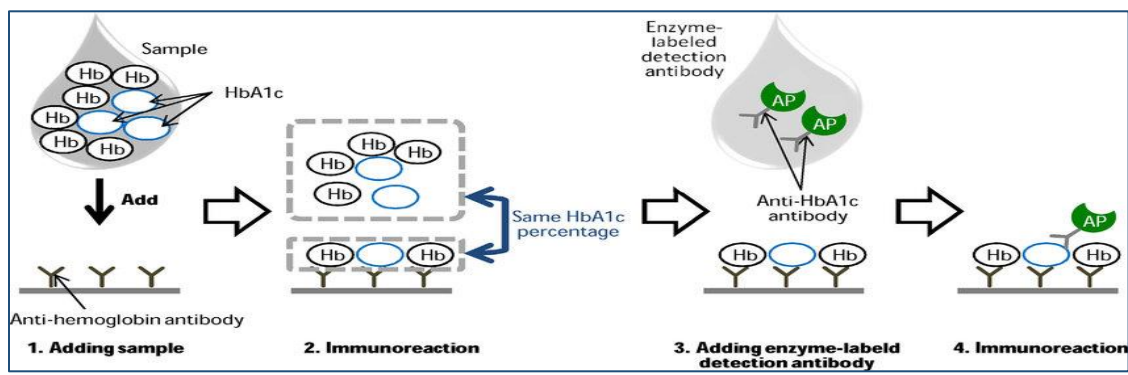 Sample
Hb
Hb
Hb
Hb
Hb
Hb
HbA1c
Add
Anti-hemoglobin antibody
1. Adding sample
Hb
Hb
Hb
Hb
Same HbA1c
percentage
Hb
Hb
2. Immunoreaction
Enzyme-
labeled
detection
antibody
AP
AP
Anti-HbA1c
antibody
Hb
Hb
3. Adding enzyme-labeld
detection antibody
AP
Hb
Hb
4. Immunoreaction